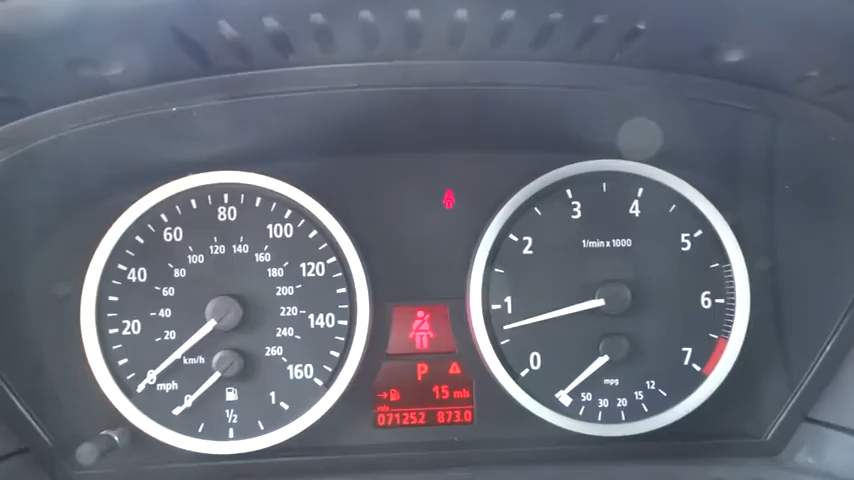 0 20 40 60 80 100 120 140 160
20 40 60 80 100 120 140 160 180 200 220 240 260
km/h
mph
0 1/2 1
P
15 mls
mls
071252 873.0
0 1 2 3 4 5 6 7
1/min x 1000
mpg
50 30 20 15 12